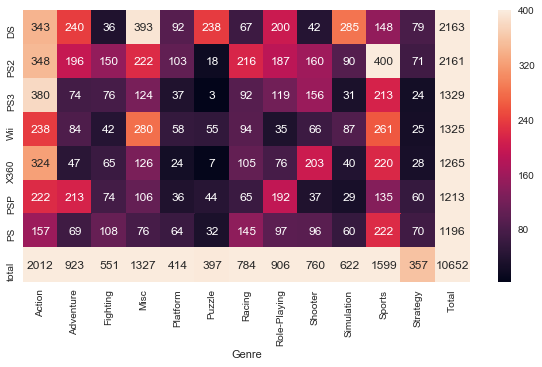 DS 343 240 36 393 92 238 67 200 42 285 148 79 2163
PS2 348 196 150 222 103 18 216 187 160 90 400 71 2161
PS3 380 74 76 124 37 3 92 119 156 31 213 24 1329
Wii 238 84 42 280 58 55 94 35 66 87 261 25 1325
X360 324 47 65 126 24 7 105 76 203 40 220 28 1265
PSP 222 213 74 106 36 44 65 192 37 29 135 60 1213
PS 157 69 108 76 64 32 145 97 96 60 222 70 1196
total 2012 923 551 1327 414 397 784 906 760 622 1599 357 10652
Action Adventure Fighting Misc Platform Puzzle Racing Role-Playing Shooter Simulation Sports Strategy Total
Genre
400
320
240
160
80